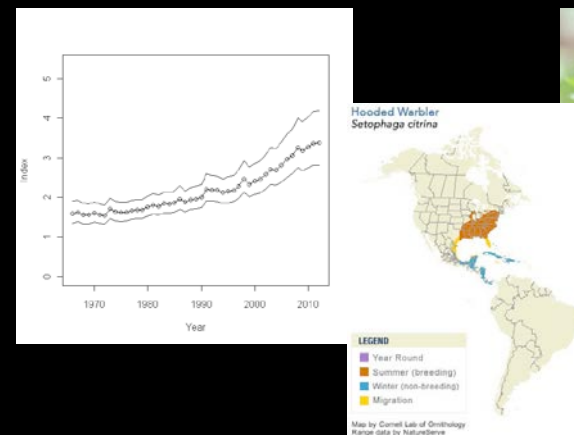 5
4
3
2
1
0
Index
1970 1980 1990 2000 2010
Year
Hooded Warbler
Setophaga citrina
LEGEND
Year Round
Summer (breeding)
Winter (non-breeding)
Migration
Map by Cornell Lab of Ornithology
Range data by NatureServe